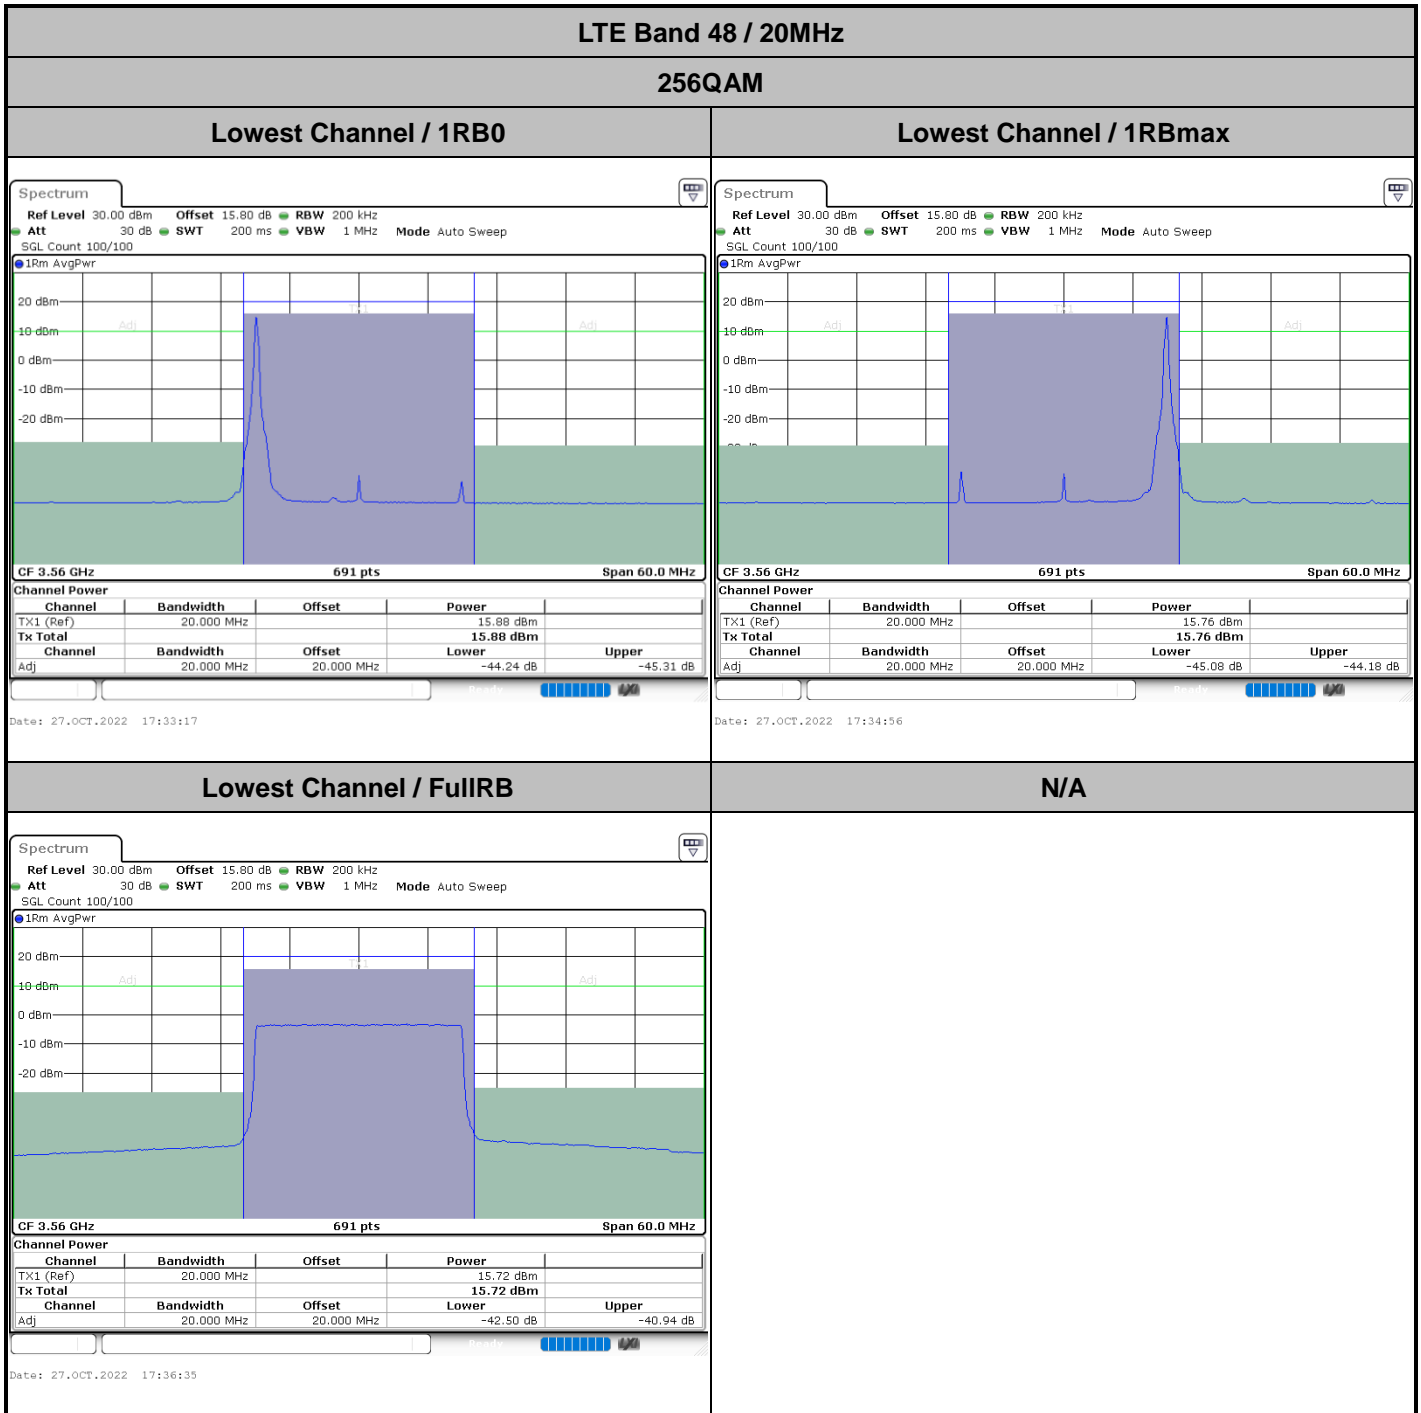 LTE Band 48 / 20MHz
256QAM
Lowest Channel / 1RB0
Lowest Channel / 1RBmax
Spectrum
Ref Level 30.00 dBm Offset 15.80 dB RBW 200 kHz
Att 30 dB SWT 200 ms VBW 1 MHz Mode Auto Sweep
SGL Count 100/100
1Rm AvgPwr
TX1
20 dBm
Adj
Adj
10 dBm
0 dBm
-10 dBm
-20 dBm
CF 3.56 GHz 691 pts Span 60.0 MHz
Channel Power
Channel Bandwidth Offset Power
TX1 (Ref) 20.000 MHz 15.88 dBm
Tx Total 15.88 dBm
Channel Bandwidth Offset Lower Upper
Adj 20.000 MHz 20.000 MHz -44.24 dB -45.31 dB
Ready
Date: 27.OCT.2022 17:33:17
Spectrum
Ref Level 30.00 dBm Offset 15.80 dB RBW 200 kHz
Att 30 dB SWT 200 ms VBW 1 MHz Mode Auto Sweep
SGL Count 100/100
1Rm AvgPwr
TX1
20 dBm
Adj
Adj
10 dBm
0 dBm
-10 dBm
-20 dBm
CF 3.56 GHz 691 pts Span 60.0 MHz
Channel Power
Channel Bandwidth Offset Power
TX1 (Ref) 20.000 MHz 15.76 dBm
Tx Total 15.76 dBm
Channel Bandwidth Offset Lower Upper
Adj 20.000 MHz 20.000 MHz -45.08 dB -44.18 dB
Ready
Date: 27.OCT.2022 17:34:56
Lowest Channel / FullRB
N/A
Spectrum
Ref Level 30.00 dBm Offset 15.80 dB RBW 200 kHz
Att 30 dB SWT 200 ms VBW 1 MHz Mode Auto Sweep
SGL Count 100/100
1Rm AvgPwr
20 dBm
TX1
Adj
Adj
10 dBm
0 dBm
-10 dBm
-20 dBm
CF 3.56 GHz 691 pts Span 60.0 MHz
Channel Power
Channel Bandwidth Offset Power
TX1 (Ref) 20.000 MHz 15.72 dBm
Tx Total 15.72 dBm
Channel Bandwidth Offset Lower Upper
Adj 20.000 MHz 20.000 MHz -42.50 dB -40.94 dB
Ready
Date: 27.OCT.2022 17:36:35